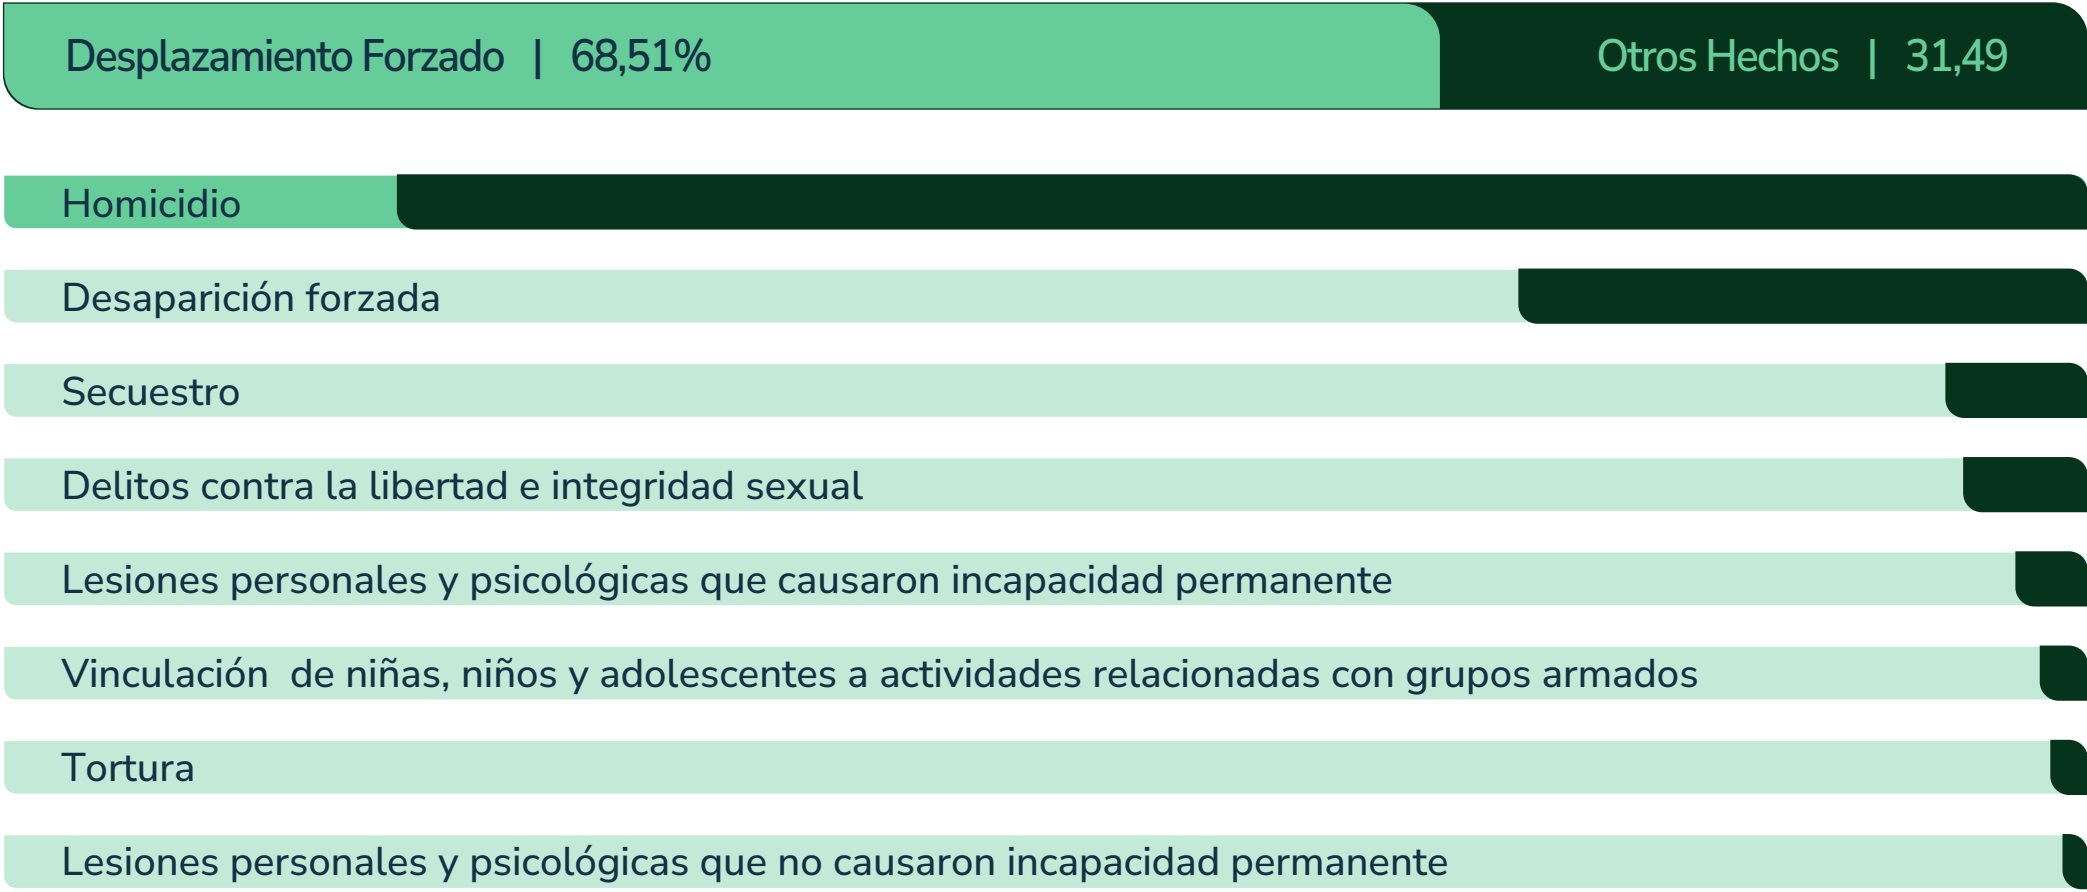 Desplazamiento Forzado | 68,51% Otros Hechos | 31,49
Homicidio
Desaparición forzada
Secuestro
Delitos contra la libertad e integridad sexual
Lesiones personales y psicológicas que causaron incapacidad permanente
Vinculación de niñas, niños y adolescentes a actividades relacionadas con grupos armados
Tortura
Lesiones personales y psicológicas que no causaron incapacidad permanente